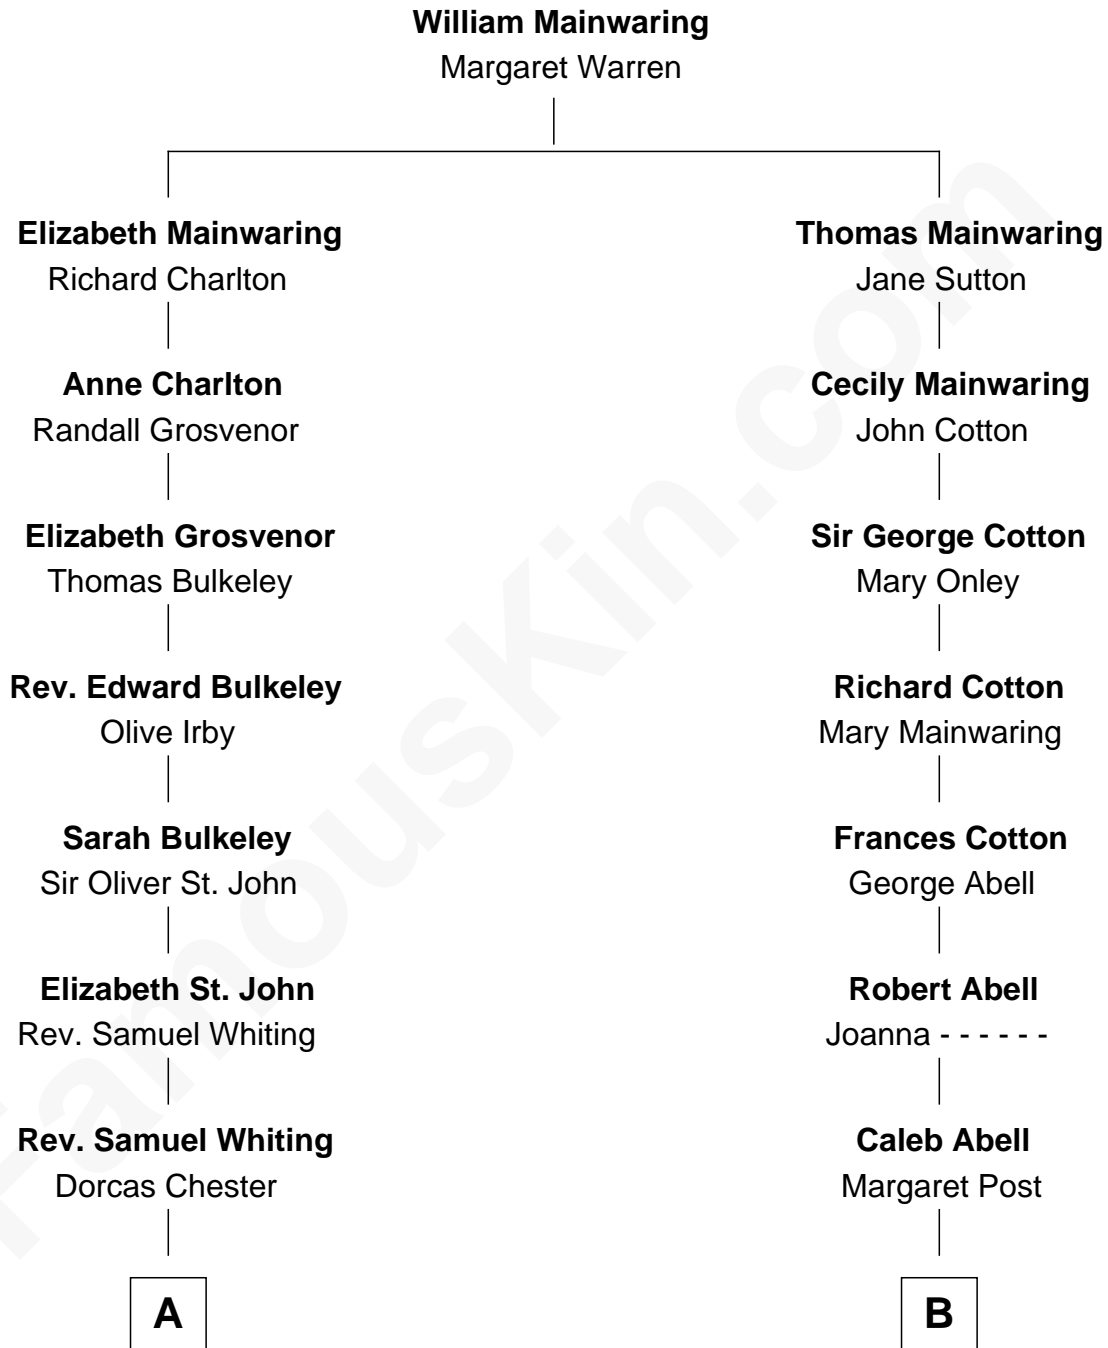 William Mainwaring
Margaret Warren
Elizabeth Mainwaring
Richard Charlton
Thomas Mainwaring
Jane Sutton
Anne Charlton
Randall Grosvenor
Cecily Mainwaring
John Cotton
Elizabeth Grosvenor
Thomas Bulkeley
Sir George Cotton
Mary Onley
Rev. Edward Bulkeley
Olive Irby
Richard Cotton
Mary Mainwaring
Sarah Bulkeley
Sir Oliver St. John
Frances Cotton
George Abell
Elizabeth St. John
Rev. Samuel Whiting
Robert Abell
Joanna - - - - - -
Rev. Samuel Whiting
Dorcas Chester
Caleb Abell
Margaret Post
A
B
FamousKin.com